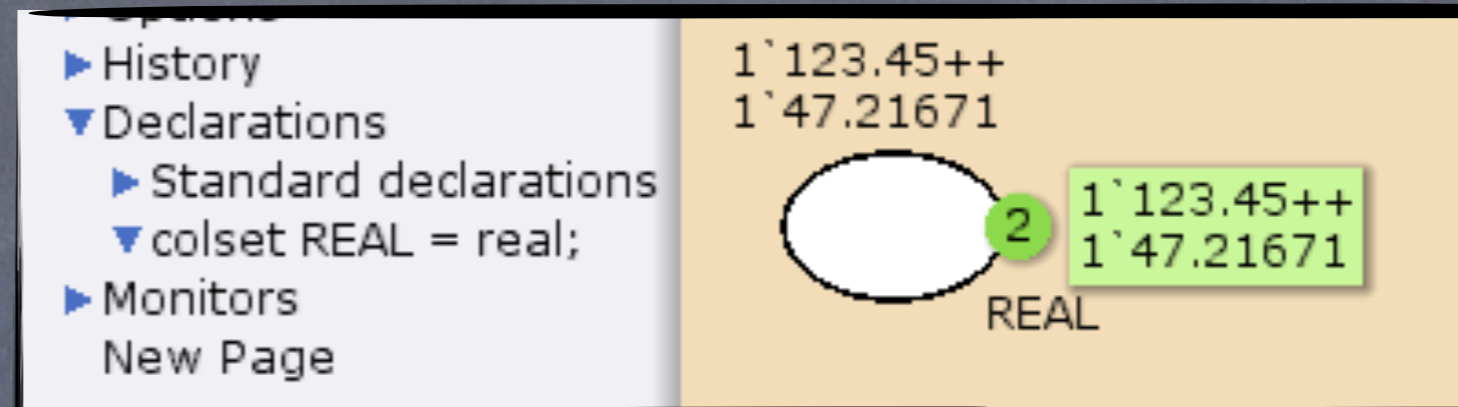 History
Declarations
Standard declarations
colset REAL = real;
Monitors
New Page
1`123.45++
1`47.21671
2
1`123.45++
1`47.21671
REAL